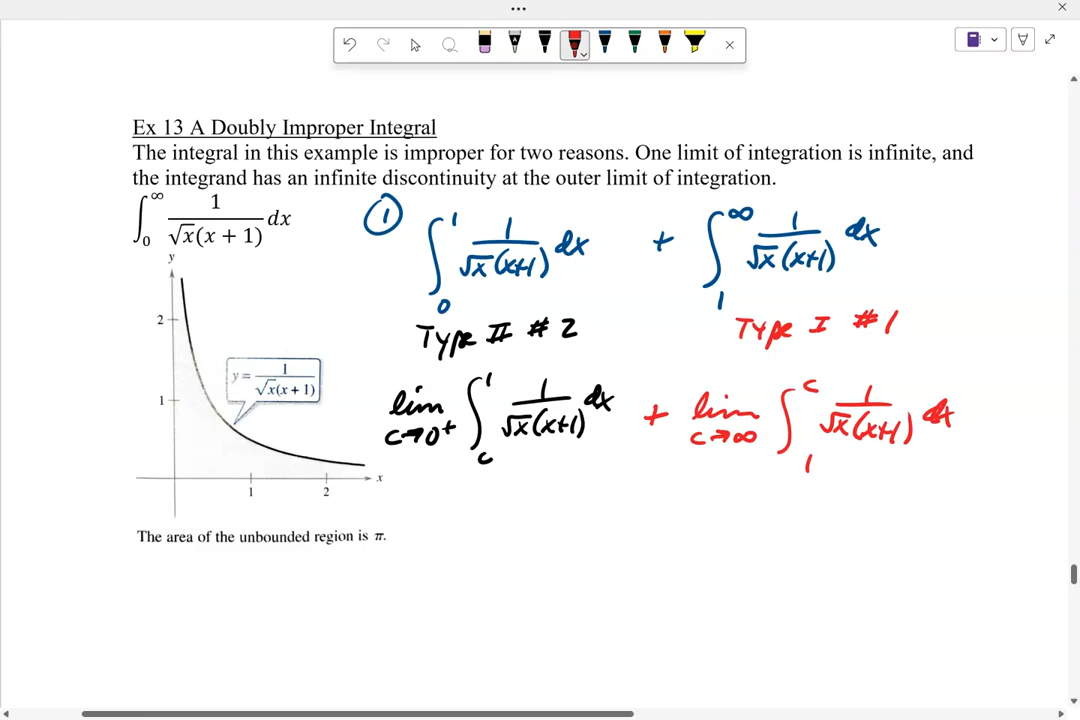 Ex 13 A Doubly Improper Integral
The integral in this example is improper for two reasons. One limit of integration is infinite, and
the integrand has an infinite discontinuity at the outer limit of integration.
∫₀^∞ 1/(√x(x + 1)) dx
① ∫₀¹ 1/(√x(x+1)) dx + ∫₁^∞ 1/(√x(x+1)) dx
Type II #2 Type I #1
lim c→0⁺ ∫_c^1 1/(√x(x+1)) dx + lim c→∞ ∫_1^c 1/(√x(x+1)) dx
y
2
y = 1/(√x(x + 1))
1
x
1 2
The area of the unbounded region is π.